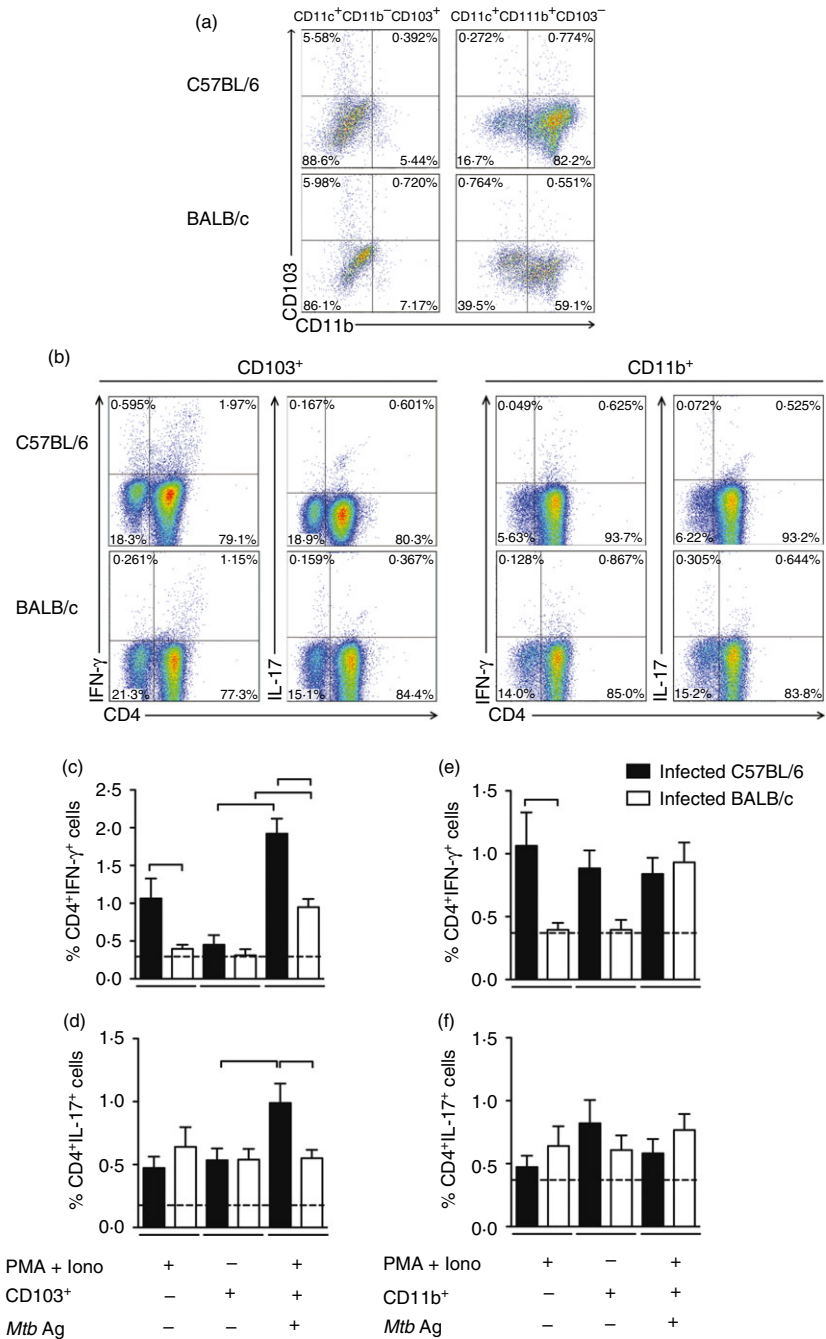 (a)
CD11c+CD11b−CD103+ CD11c+CD111b+CD103−
5·58% 0·392% 0·272% 0·774%
C57BL/6
88·6% 5·44% 16·7% 82·2%
5·98% 0·720% 0·764% 0·551%
BALB/c
86·1% 7·17% 39·5% 59·1%
CD103
CD11b
(b)
CD103+ CD11b+
0·595% 1·97% 0·167% 0·601% 0·049% 0·625% 0·072% 0·525%
C57BL/6
18·3% 79·1% 18·9% 80·3% 5·63% 93·7% 6·22% 93·2%
0·261% 1·15% 0·159% 0·367% 0·128% 0·867% 0·305% 0·644%
BALB/c
21·3% 77·3% 15·1% 84·4% 14·0% 85·0% 15·2% 83·8%
IFN-γ IL-17 IFN-γ IL-17
CD4 CD4
(c)
% CD4+IFN-γ+ cells
2·5
2·0
1·0
0·5
0·0
(e)
Infected C57BL/6
Infected BALB/c
% CD4+IFN-γ+ cells
1·5
1·0
0·5
0·0
(d)
% CD4+IL-17+ cells
1·5
1·0
0·5
0·0
(f)
% CD4+IL-17+ cells
1·5
1·0
0·5
0·0
PMA + Iono + − + PMA + Iono + − +
CD103+ − + + CD11b+ − + +
Mtb Ag − − + Mtb Ag − − +